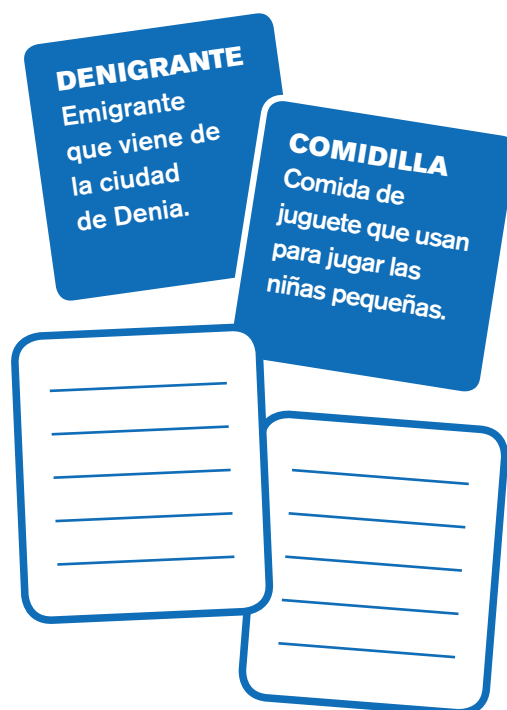 DENIGRANTE
Emigrante
que viene de
la ciudad
de Denia.
COMIDILLA
Comida de
juguete que usan
para jugar las
niñas pequeñas.